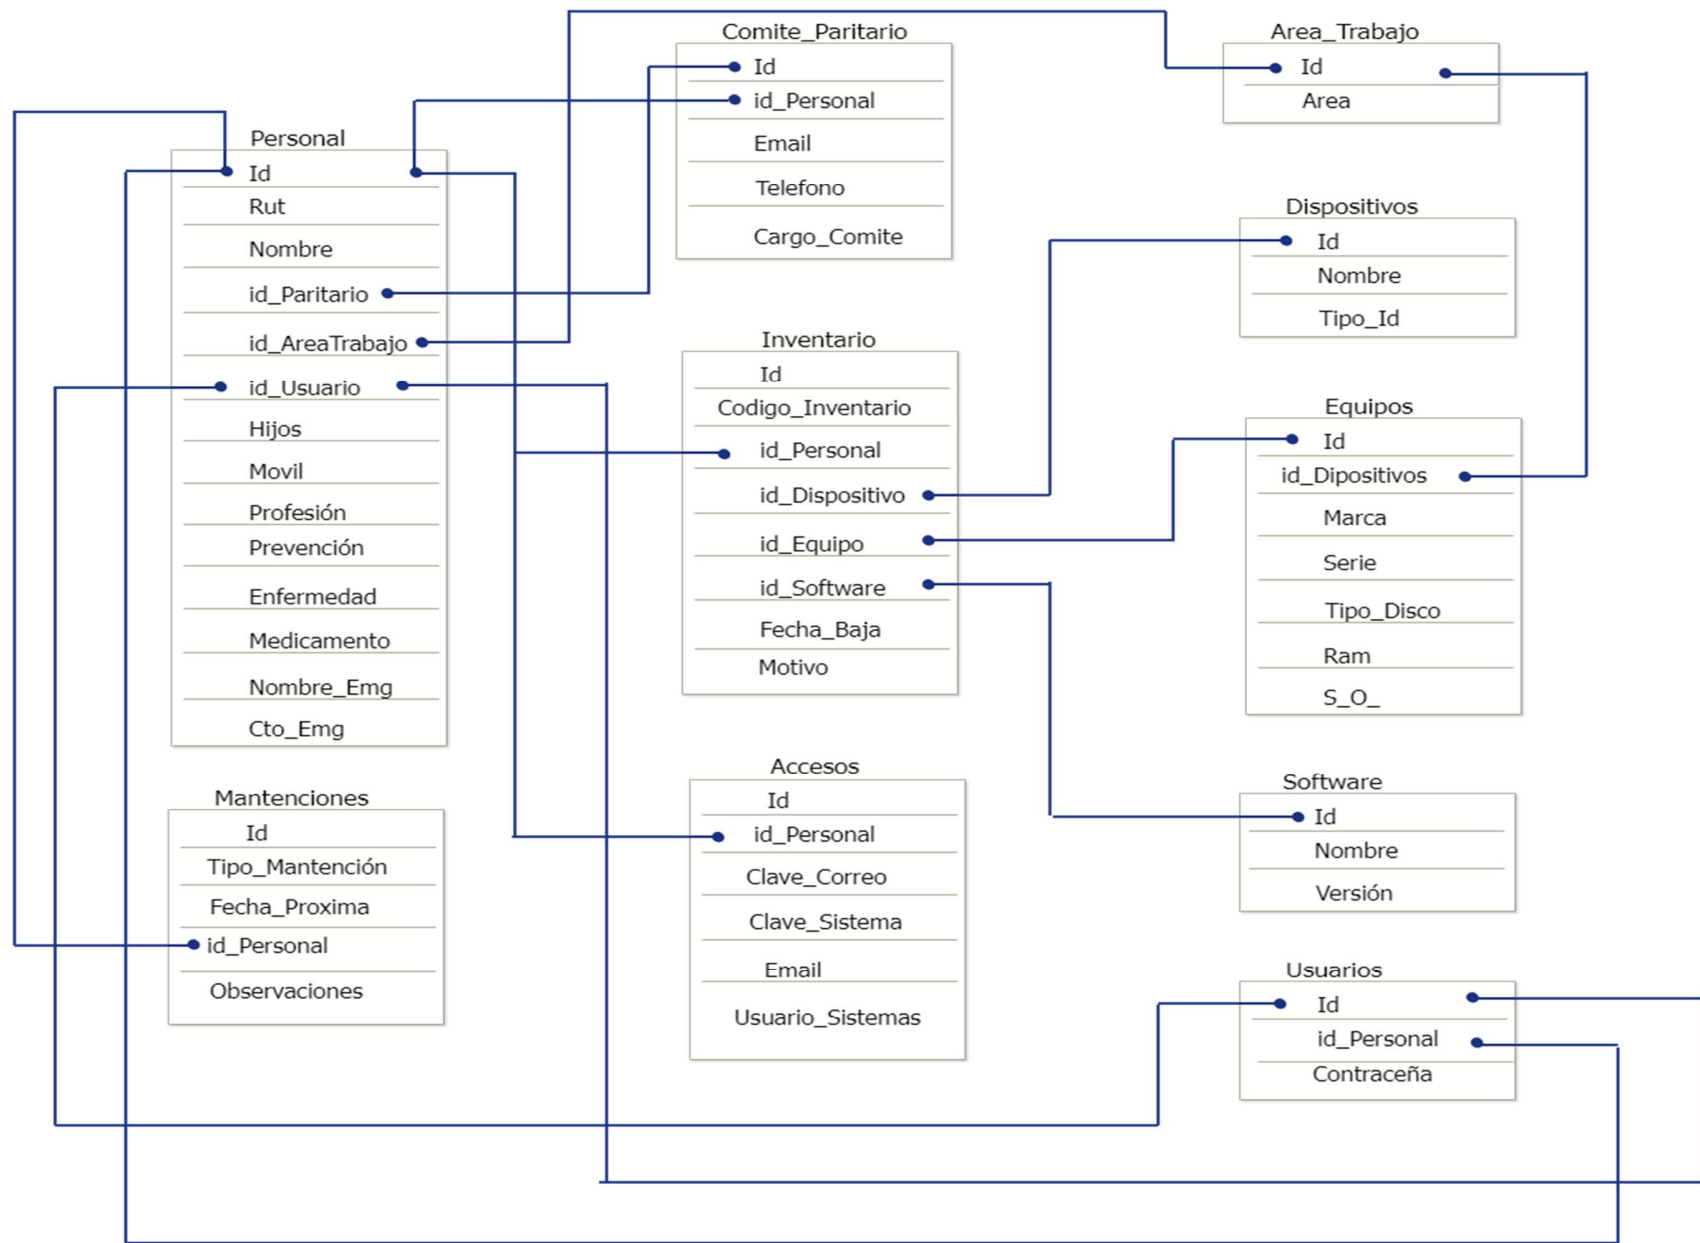 Comite_Paritario
Id
id_Personal
Email
Telefono
Cargo_Comite
Area_Trabajo
Id
Area
Personal
Id
Rut
Nombre
id_Paritario
id_AreaTrabajo
id_Usuario
Hijos
Movil
Profesión
Prevención
Enfermedad
Medicamento
Nombre_Emg
Cto_Emg
Dispositivos
Id
Nombre
Tipo_Id
Inventario
Id
Codigo_Inventario
id_Personal
id_Dispositivo
id_Equipo
id_Software
Fecha_Baja
Motivo
Equipos
Id
id_Dipositivos
Marca
Serie
Tipo_Disco
Ram
S_O_
Mantenciones
Id
Tipo_Mantención
Fecha_Proxima
id_Personal
Observaciones
Accesos
Id
id_Personal
Clave_Correo
Clave_Sistema
Email
Usuario_Sistemas
Software
Id
Nombre
Versión
Usuarios
Id
id_Personal
Contraceña